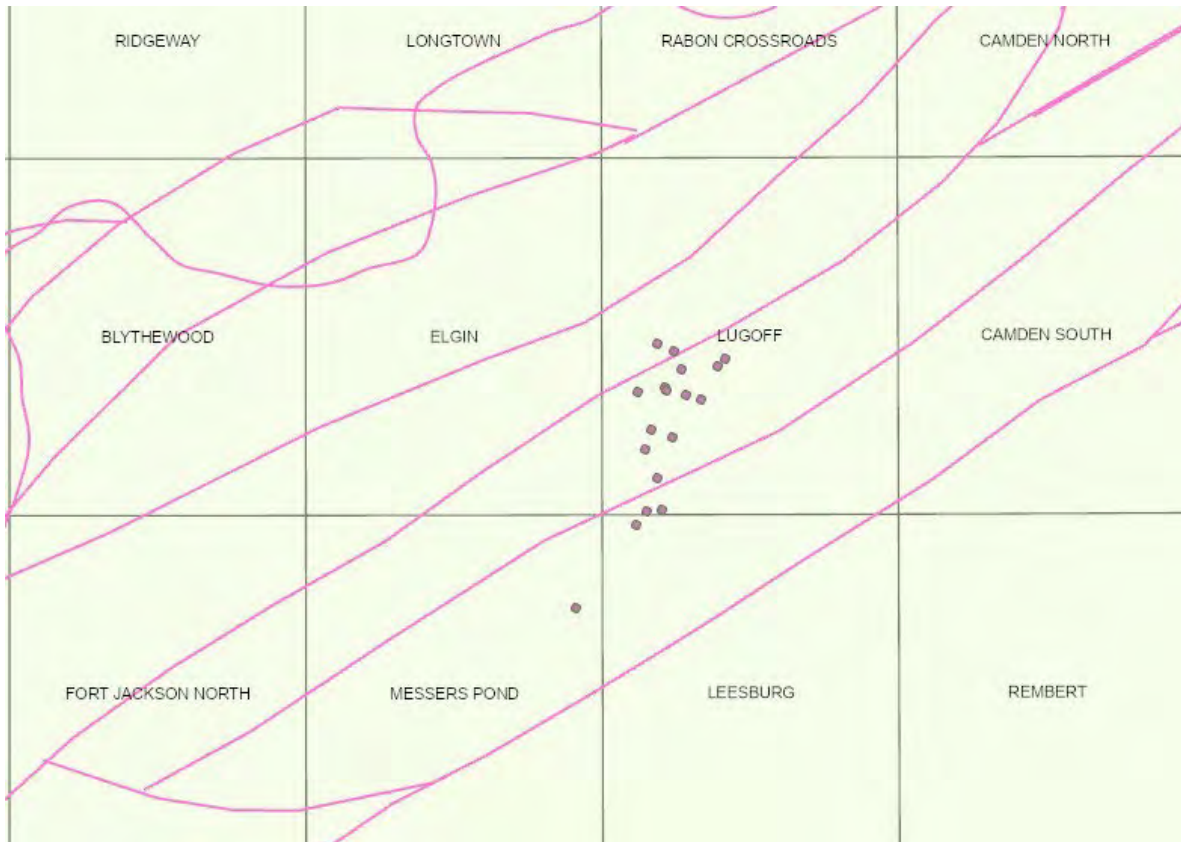 RIDGEWAY
LONGTOWN
RABON CROSSROADS
CAMDEN NORTH
BLYTHEWOOD
ELGIN
LUGOFF
CAMDEN SOUTH
FORT JACKSON NORTH
MESSERS POND
LEESBURG
REMBERT